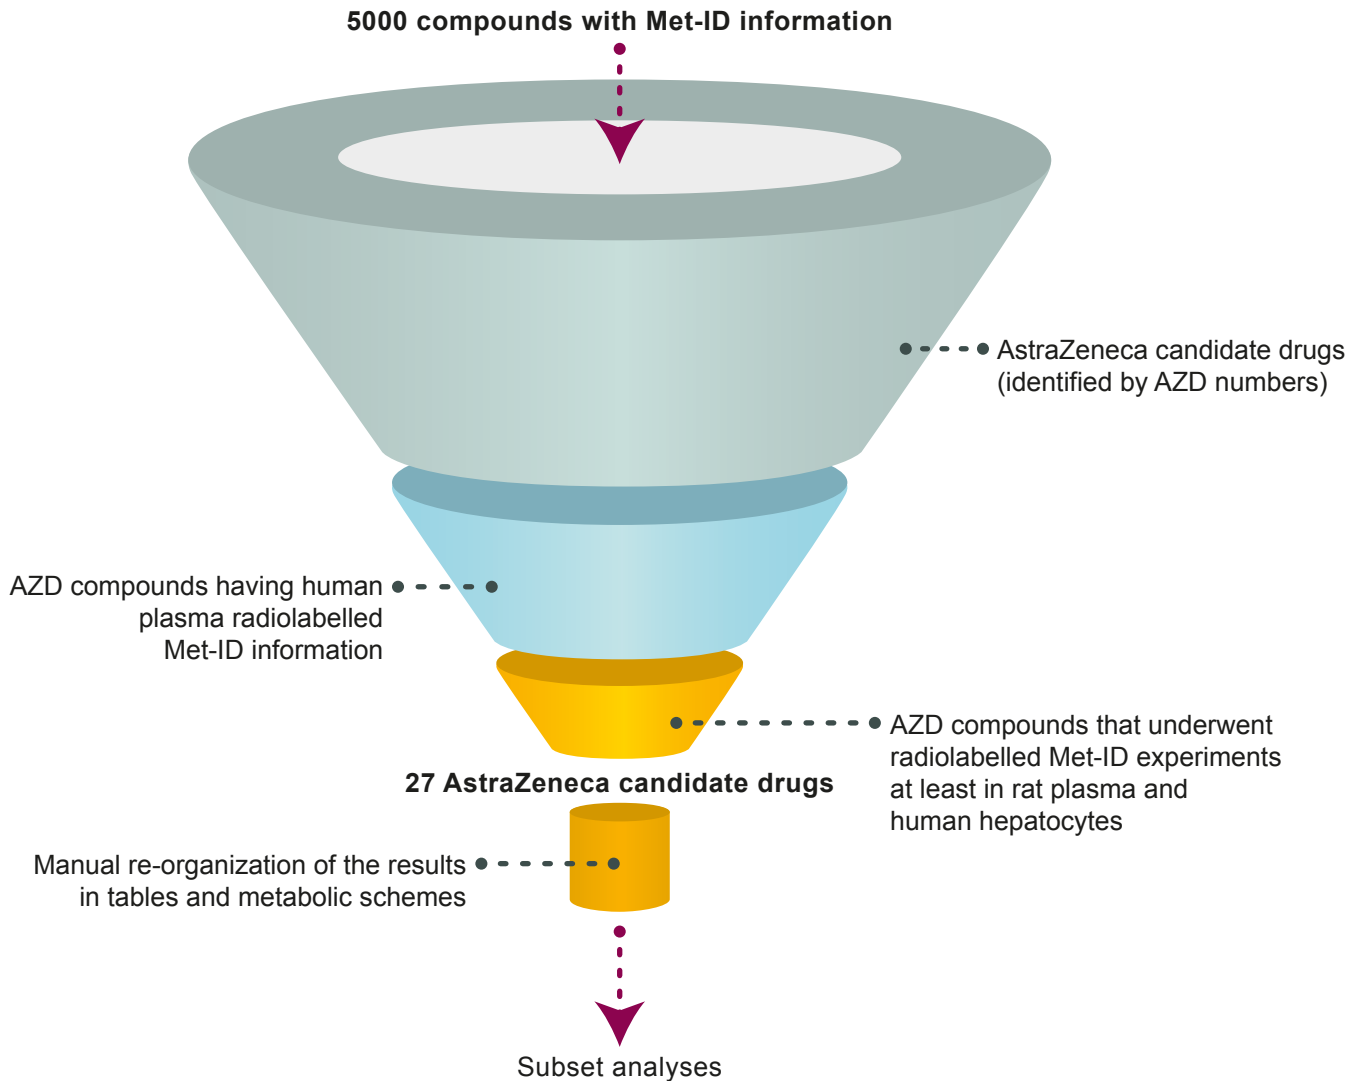 5000 compounds with Met-ID information
AstraZeneca candidate drugs
(identified by AZD numbers)
AZD compounds having human
plasma radiolabelled
Met-ID information
AZD compounds that underwent
radiolabelled Met-ID experiments
at least in rat plasma and
human hepatocytes
27 AstraZeneca candidate drugs
Manual re-organization of the results
in tables and metabolic schemes
Subset analyses